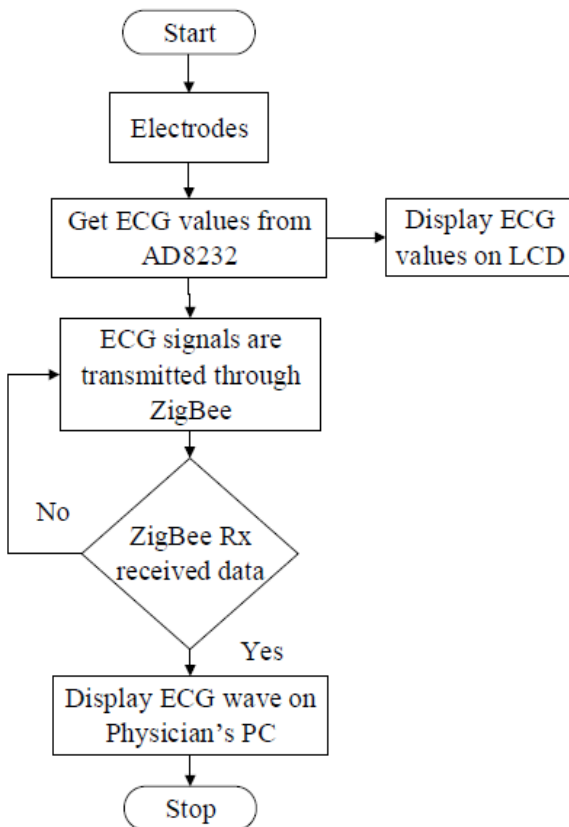 Start
Electrodes
Get ECG values from
AD8232
Display ECG
values on LCD
ECG signals are
transmitted through
ZigBee
No
ZigBee Rx
received data
Yes
Display ECG wave on
Physician’s PC
Stop